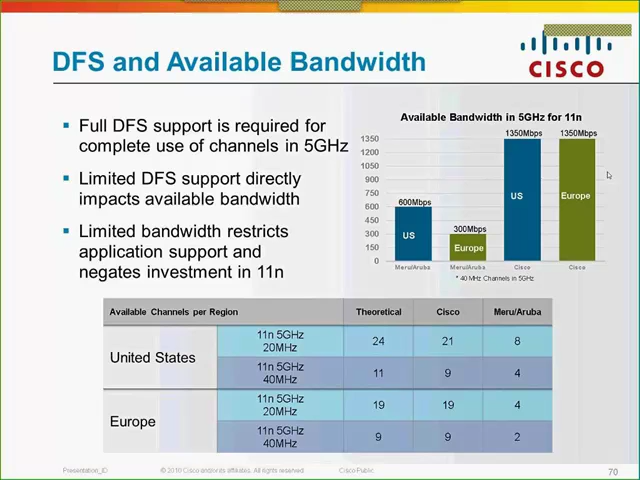 DFS and Available Bandwidth
CISCO
Full DFS support is required for
complete use of channels in 5GHz
Limited DFS support directly
impacts available bandwidth
Limited bandwidth restricts
application support and
negates investment in 11n
Available Bandwidth in 5GHz for 11n
1350
1200
1050
900
750
600
450
300
150
0
600Mbps
US
Meru/Aruba
300Mbps
Europe
Meru/Aruba
1350Mbps
US
Cisco
1350Mbps
Europe
Cisco
* 40 MHz Channels in 5GHz
Available Channels per Region Theoretical Cisco Meru/Aruba
United States
11n 5GHz
20MHz
24 21 8
11n 5GHz
40MHz
11 9 4
Europe
11n 5GHz
20MHz
19 19 4
11n 5GHz
40MHz
9 9 2
Presentation_ID © 2010 Cisco and/or its affiliates. All rights reserved. Cisco Public 70